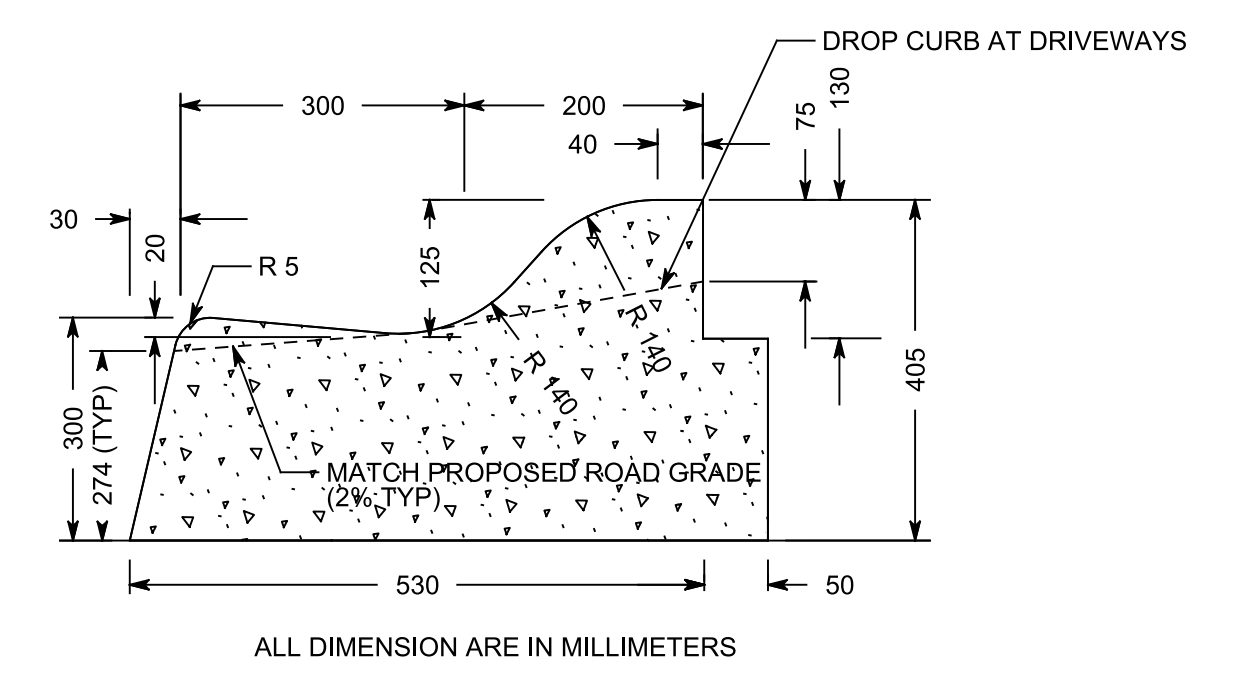 DROP CURB AT DRIVEWAYS
300
200
40
75
130
30
20
R 5
125
R 140
R 140
300
274 (TYP)
405
MATCH PROPOSED ROAD GRADE
(2% TYP)
530
50
ALL DIMENSION ARE IN MILLIMETERS